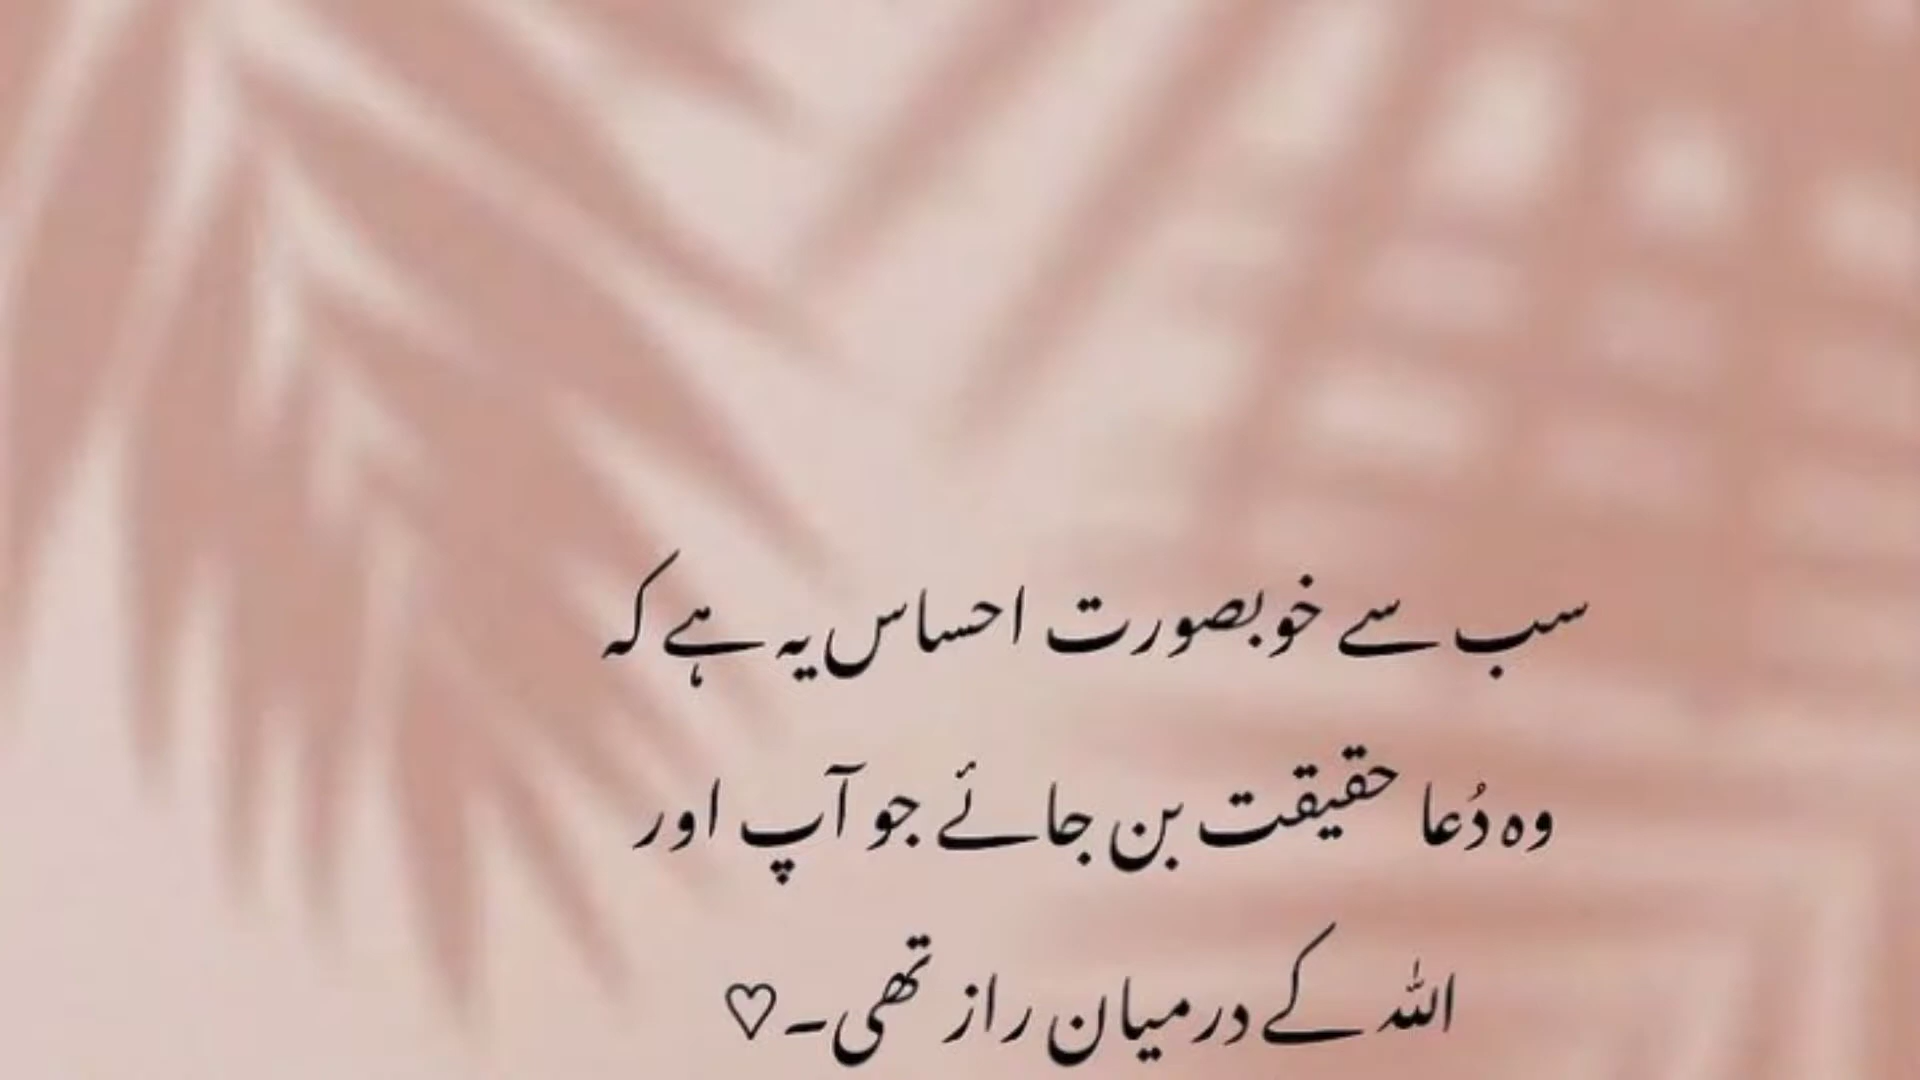 سب سے خوبصورت احساس یہ ہے کہ
وہ دُعا حقیقت بن جائے جو آپ اور
اللہ کے درمیان راز تھی۔♡